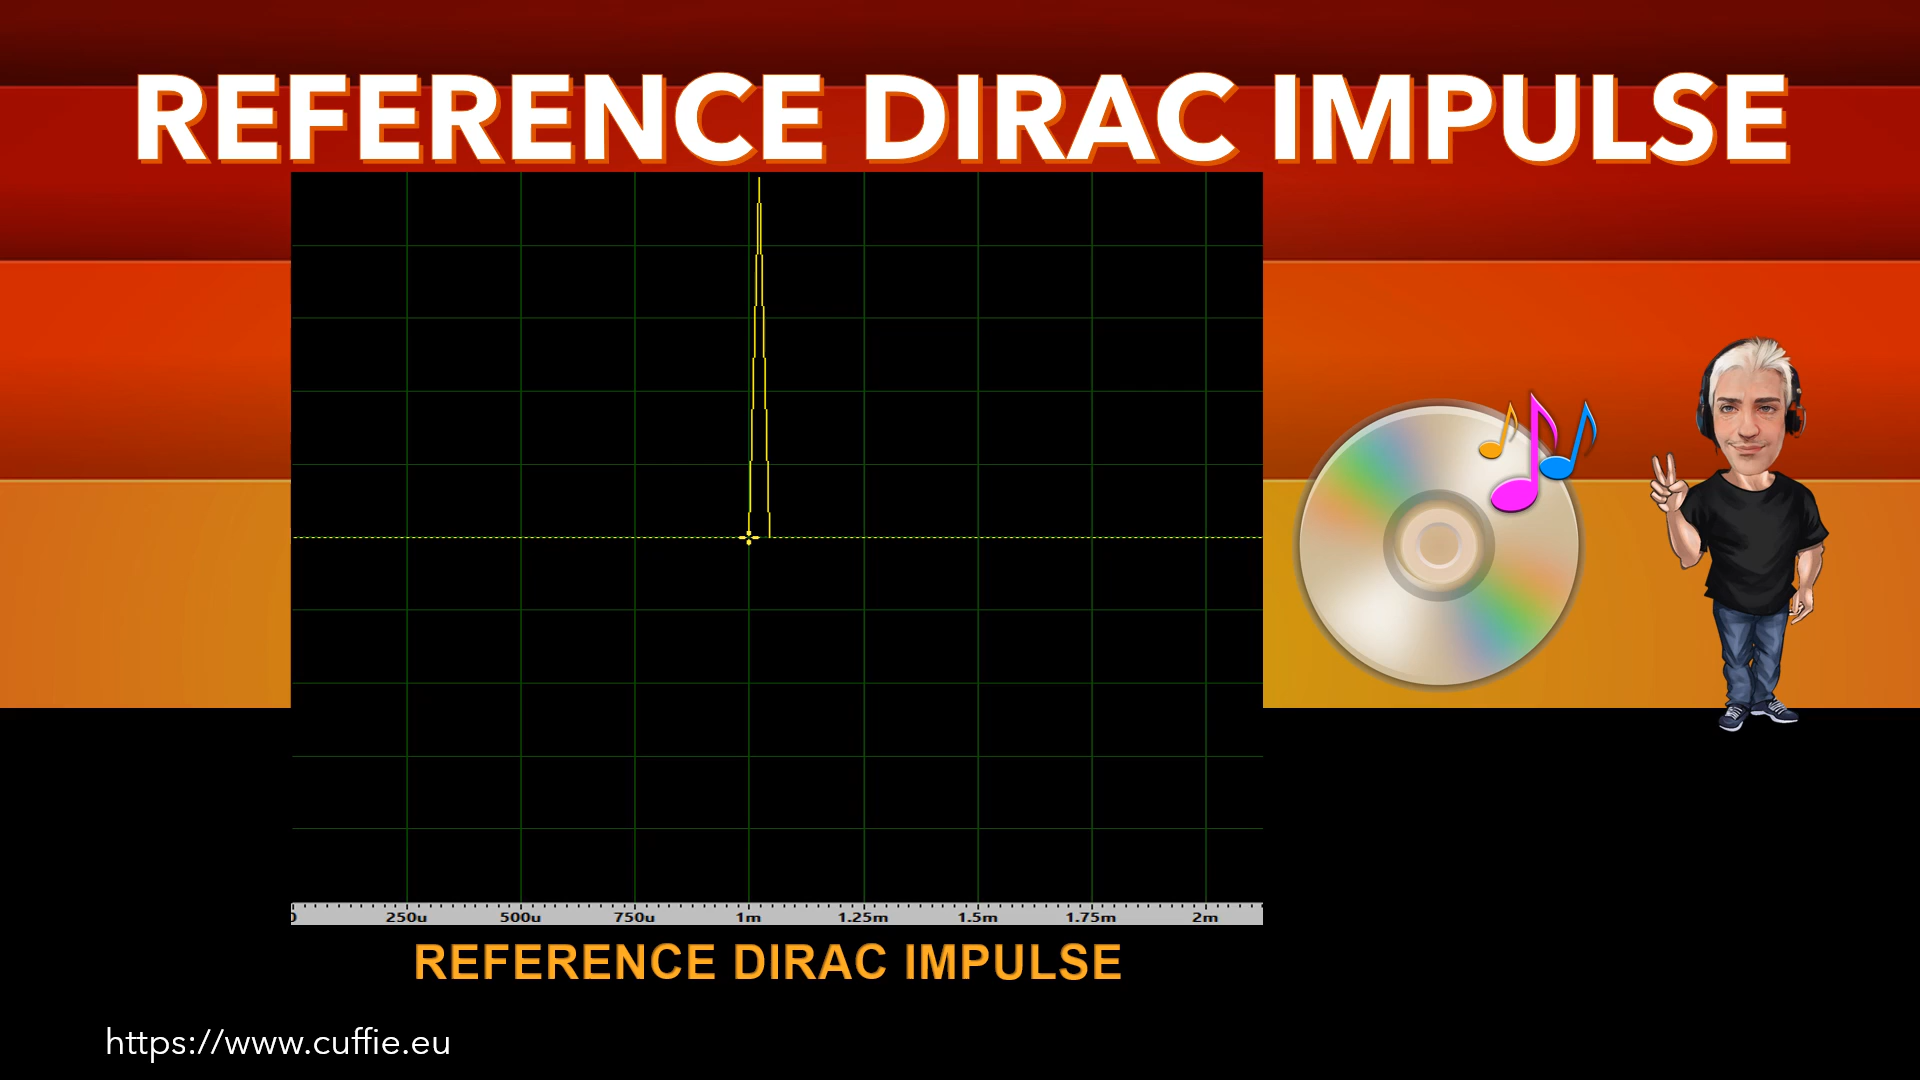 REFERENCE DIRAC IMPULSE
0 250u 500u 750u 1m 1.25m 1.5m 1.75m 2m
REFERENCE DIRAC IMPULSE
https://www.cuffie.eu